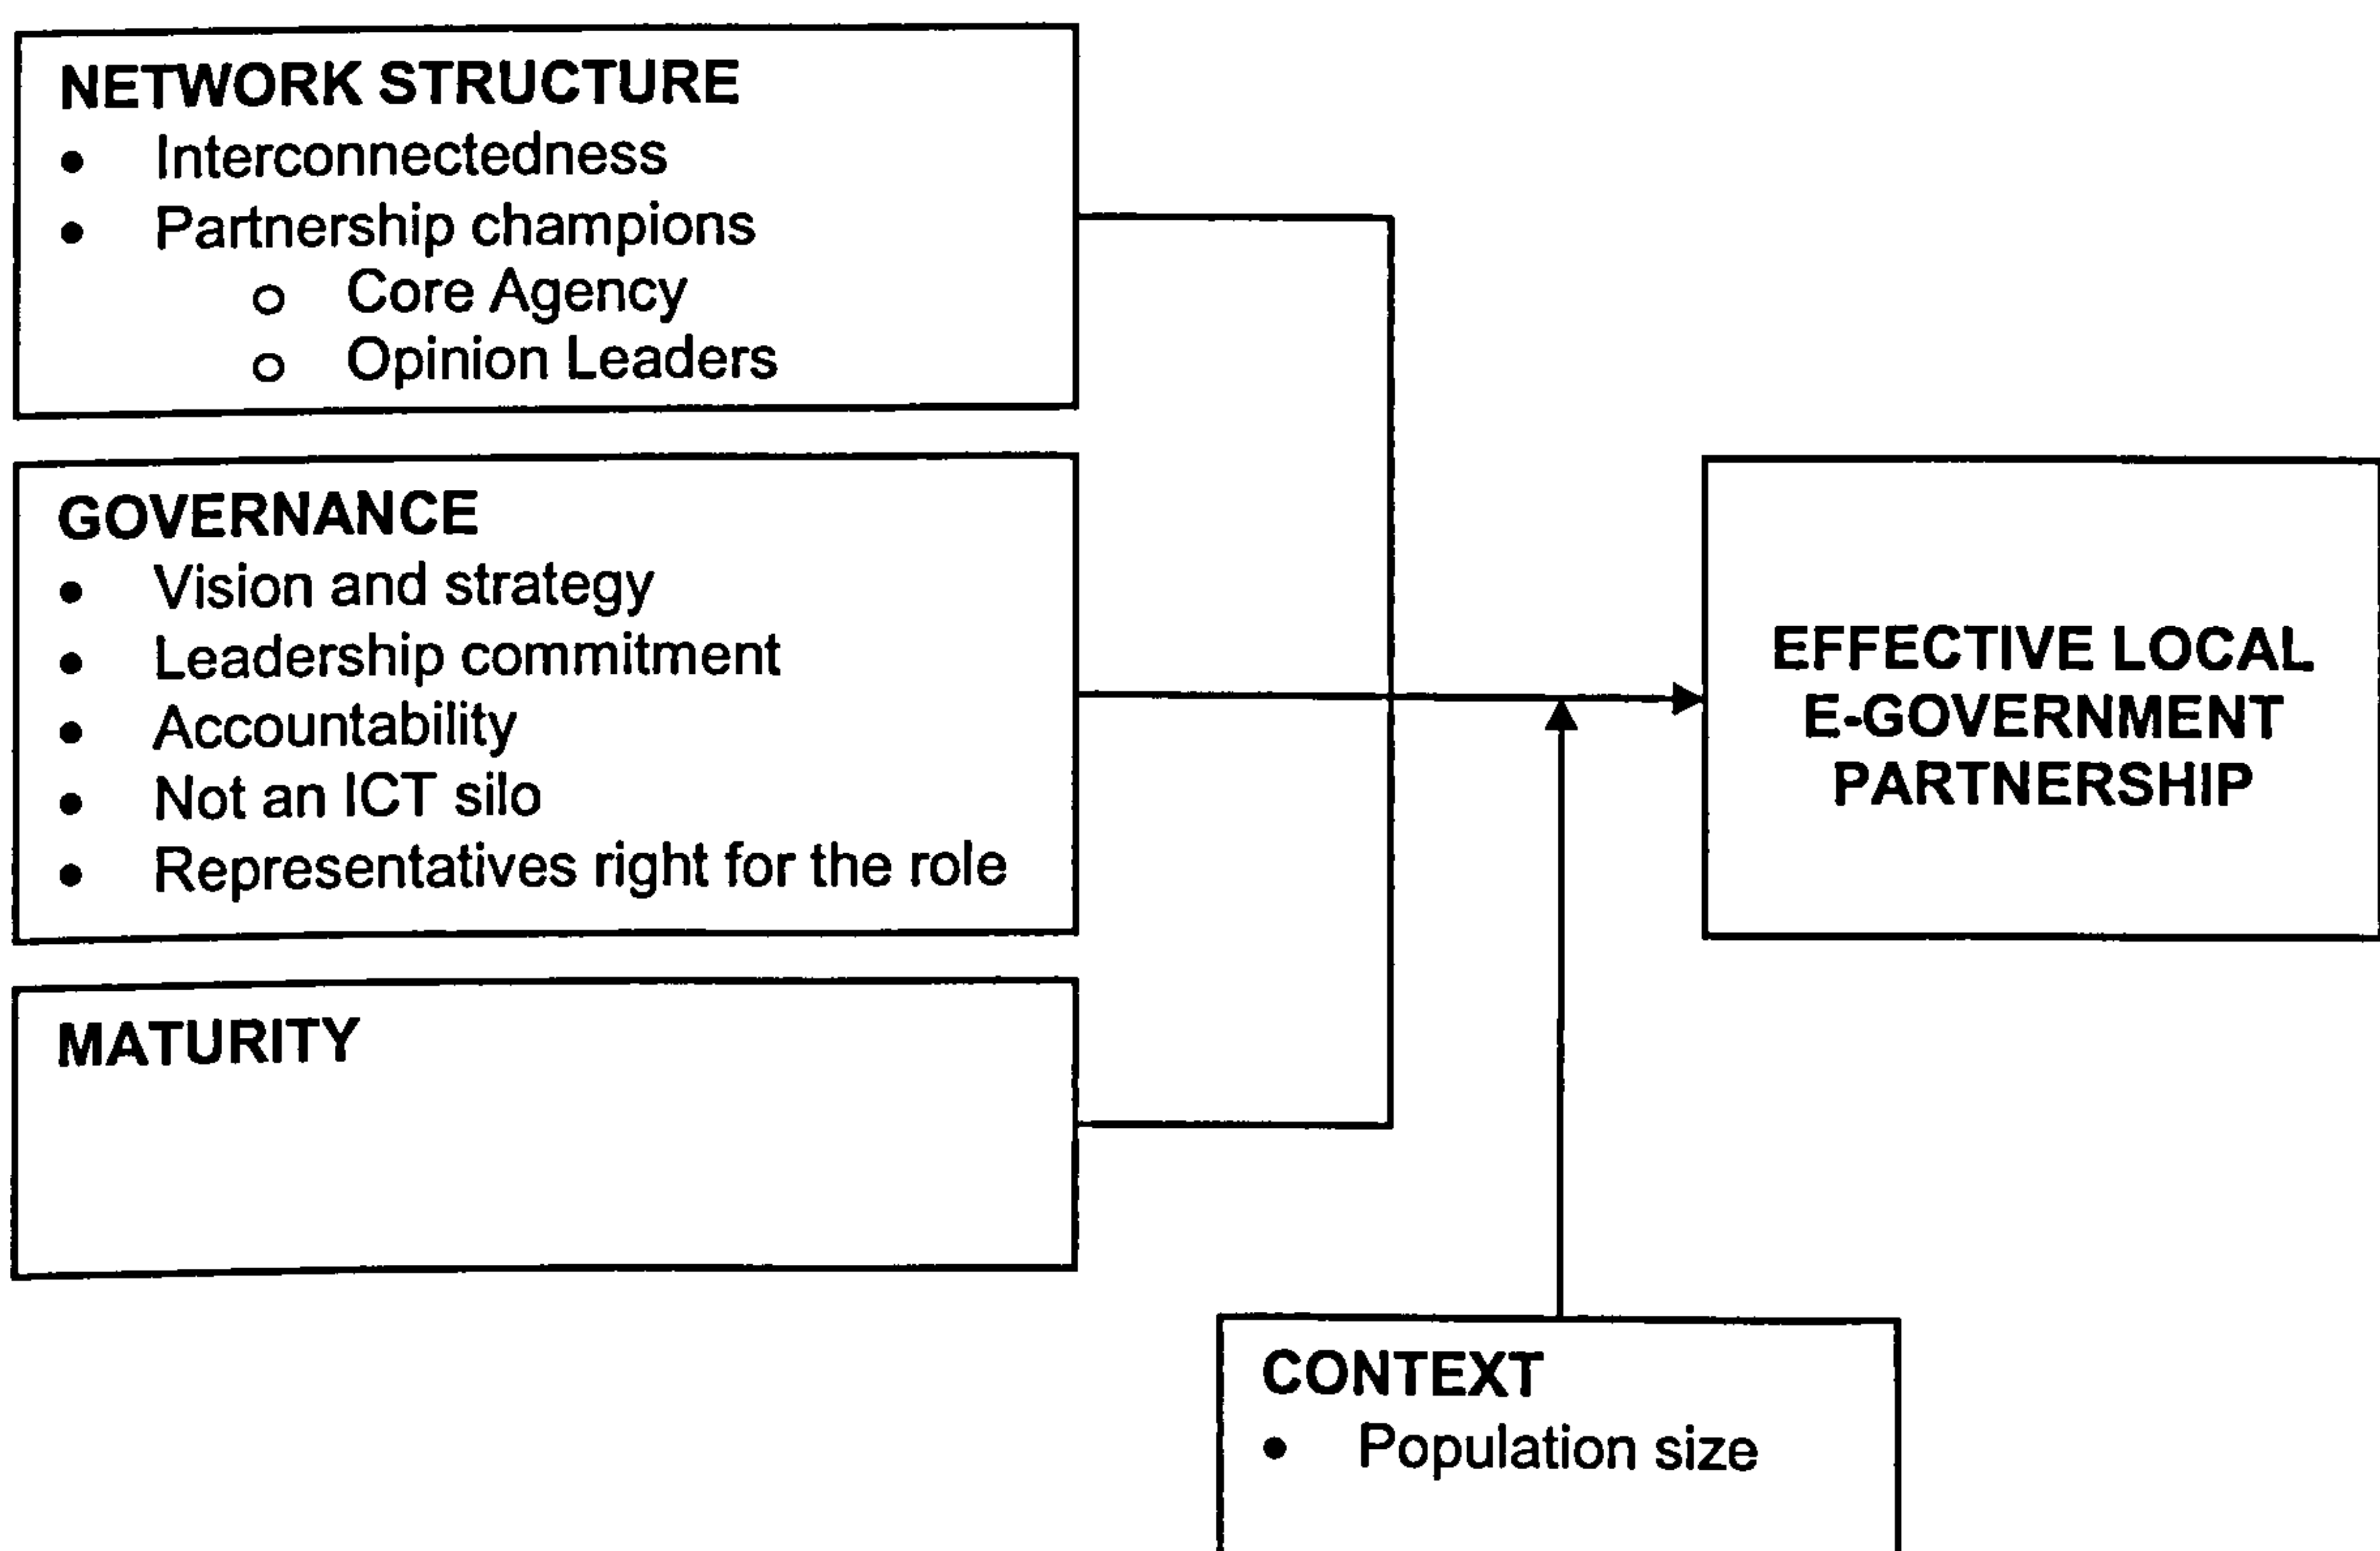 NETWORK STRUCTURE
• Interconnectedness
• Partnership champions
o Core Agency
o Opinion Leaders
GOVERNANCE
• Vision and strategy
• Leadership commitment
• Accountability
• Not an ICT silo
• Representatives right for the role
MATURITY
EFFECTIVE LOCAL
E-GOVERNMENT
PARTNERSHIP
CONTEXT
• Population size